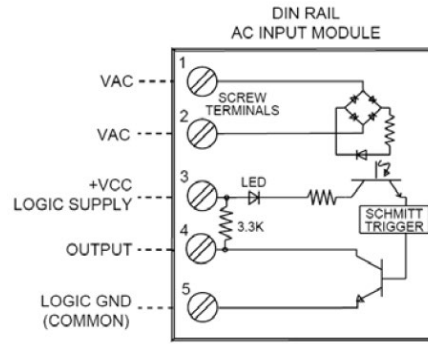 DIN RAIL
AC INPUT MODULE
1
VAC
SCREW
TERMINALS
2
VAC
+VCC
LOGIC SUPPLY
3
LED
3.3K
SCHMITT
TRIGGER
4
OUTPUT
5
LOGIC GND
(COMMON)